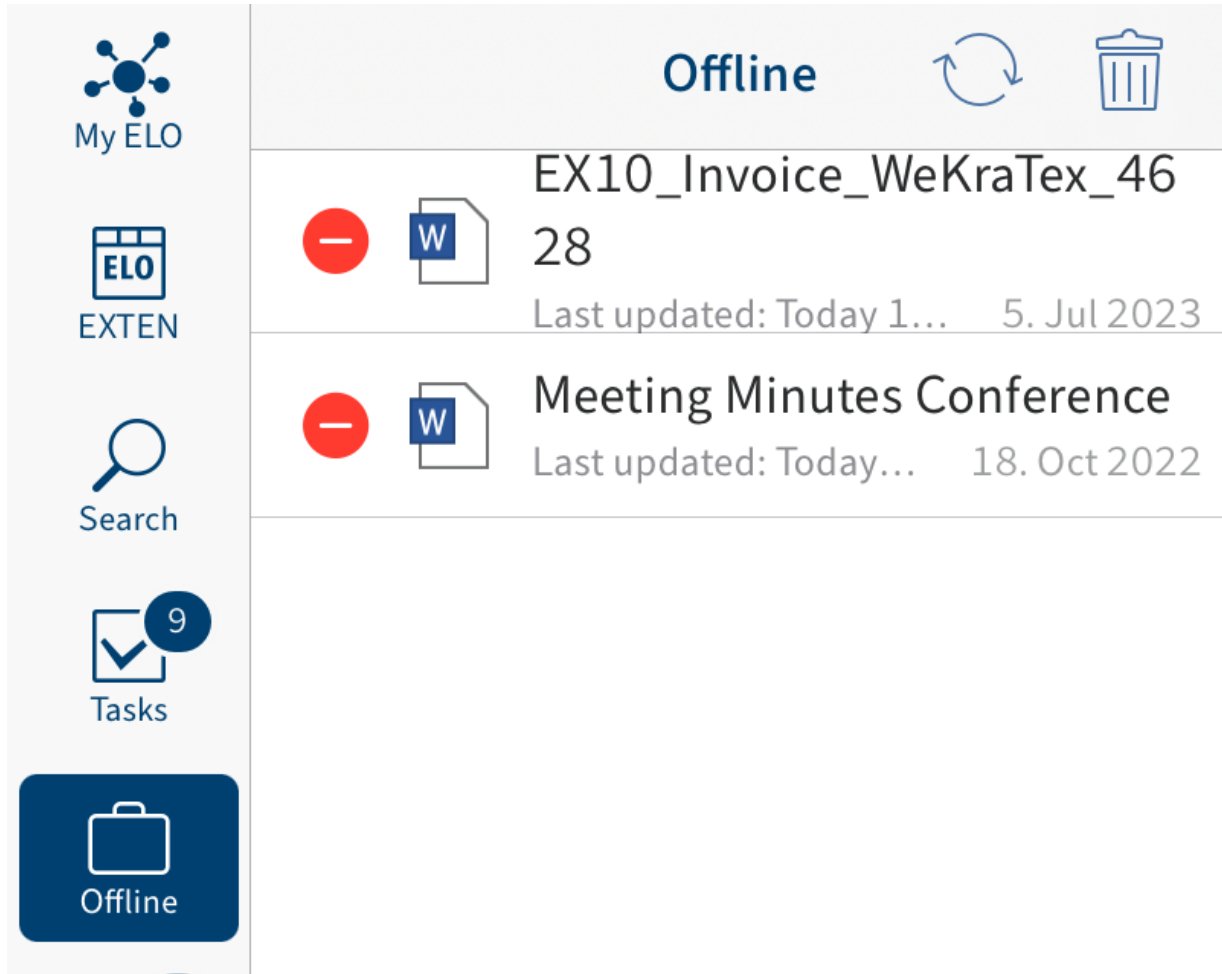 My ELO
ELO
EXTEN
Search
9
Tasks
Offline
Offline
EX10_Invoice_WeKraTex_46
28
Last updated: Today 1... 5. Jul 2023
W
Meeting Minutes Conference
Last updated: Today... 18. Oct 2022
W